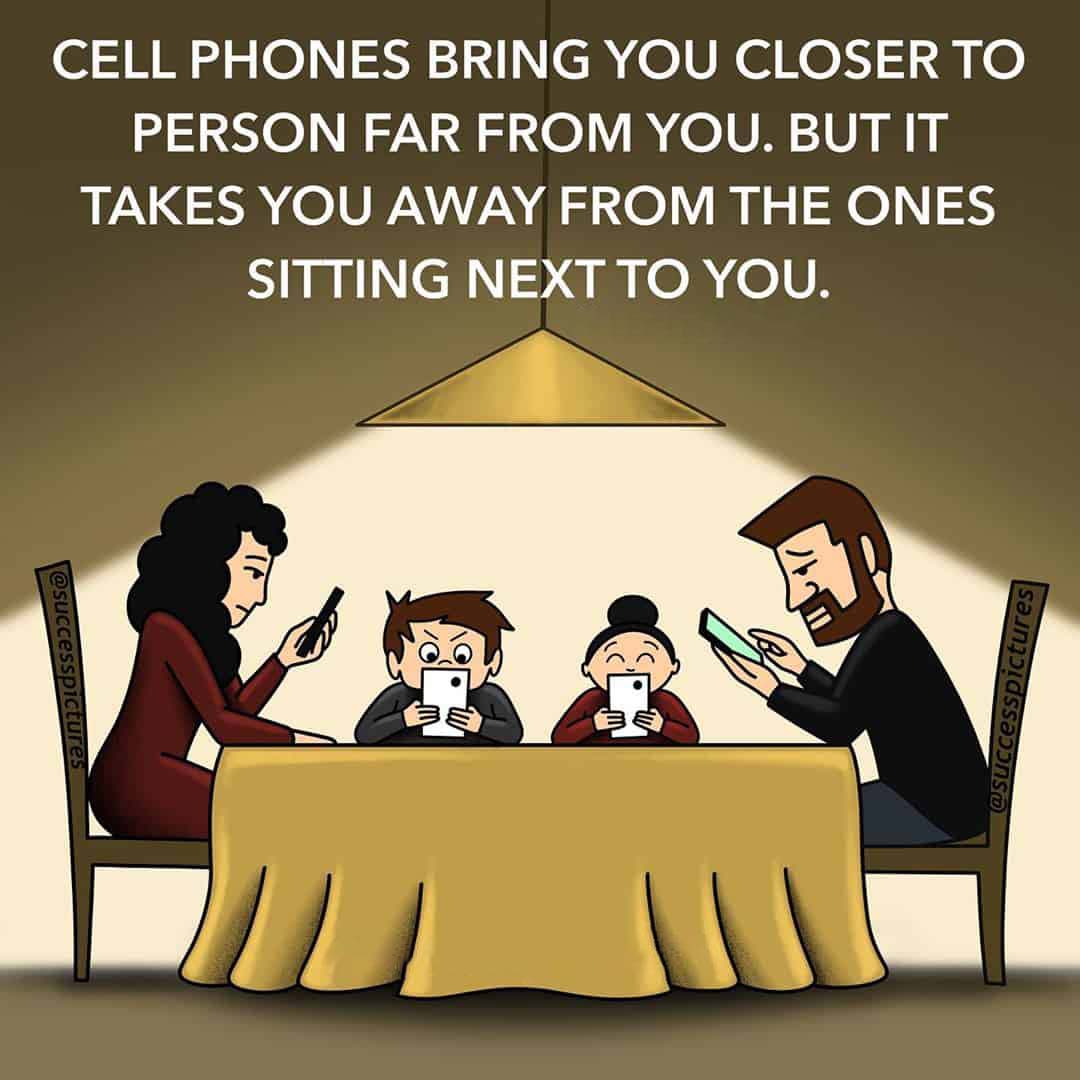 CELL PHONES BRING YOU CLOSER TO
PERSON FAR FROM YOU. BUT IT
TAKES YOU AWAY FROM THE ONES
SITTING NEXT TO YOU.
@successpictures
@successpictures